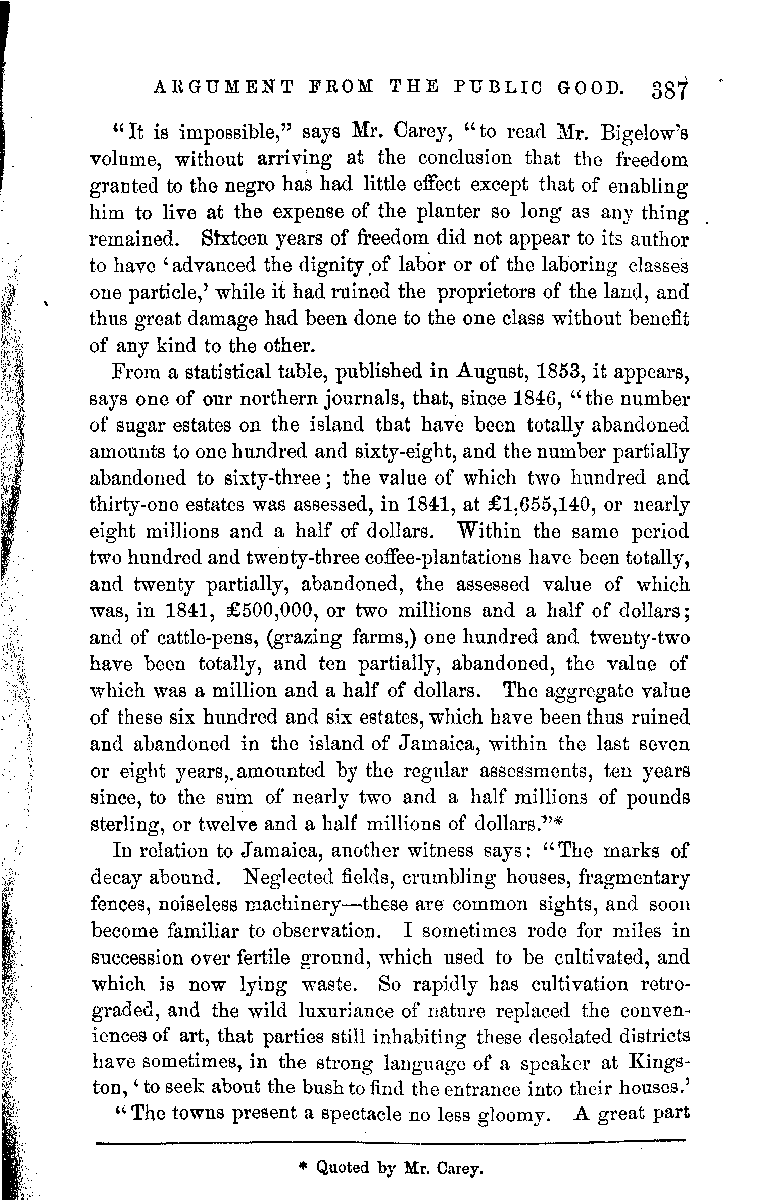 ARGUMENT FROM THE PUBLIC GOOD. 387
"It is impossible," says Mr. Carey, "to read Mr. Bigelow's
volume, without arriving at the conclusion that the freedom
granted to the negro has had little effect except that of enabling
him to live at the expense of the planter so long as any thing
remained. Sixteen years of freedom did not appear to its author
to have 'advanced the dignity of labor or of the laboring classes
one particle,' while it had ruined the proprietors of the land, and
thus great damage had been done to the one class without benefit
of any kind to the other.
From a statistical table, published in August, 1853, it appears,
says one of our northern journals, that, since 1846, "the number
of sugar estates on the island that have been totally abandoned
amounts to one hundred and sixty-eight, and the number partially
abandoned to sixty-three; the value of which two hundred and
thirty-one estates was assessed, in 1841, at £1,655,140, or nearly
eight millions and a half of dollars. Within the same period
two hundred and twenty-three coffee-plantations have been totally,
and twenty partially, abandoned, the assessed value of which
was, in 1841, £500,000, or two millions and a half of dollars;
and of cattle-pens, (grazing farms,) one hundred and twenty-two
have been totally, and ten partially, abandoned, the value of
which was a million and a half of dollars. The aggregate value
of these six hundred and six estates, which have been thus ruined
and abandoned in the island of Jamaica, within the last seven
or eight years, amounted by the regular assessments, ten years
since, to the sum of nearly two and a half millions of pounds
sterling, or twelve and a half millions of dollars."*
In relation to Jamaica, another witness says: "The marks of
decay abound. Neglected fields, crumbling houses, fragmentary
fences, noiseless machinery—these are common sights, and soon
become familiar to observation. I sometimes rode for miles in
succession over fertile ground, which used to be cultivated, and
which is now lying waste. So rapidly has cultivation retro-
graded, and the wild luxuriance of nature replaced the conven-
iences of art, that parties still inhabiting these desolated districts
have sometimes, in the strong language of a speaker at Kings-
ton, 'to seek about the bush to find the entrance into their houses.'
"The towns present a spectacle no less gloomy. A great part
* Quoted by Mr. Carey.